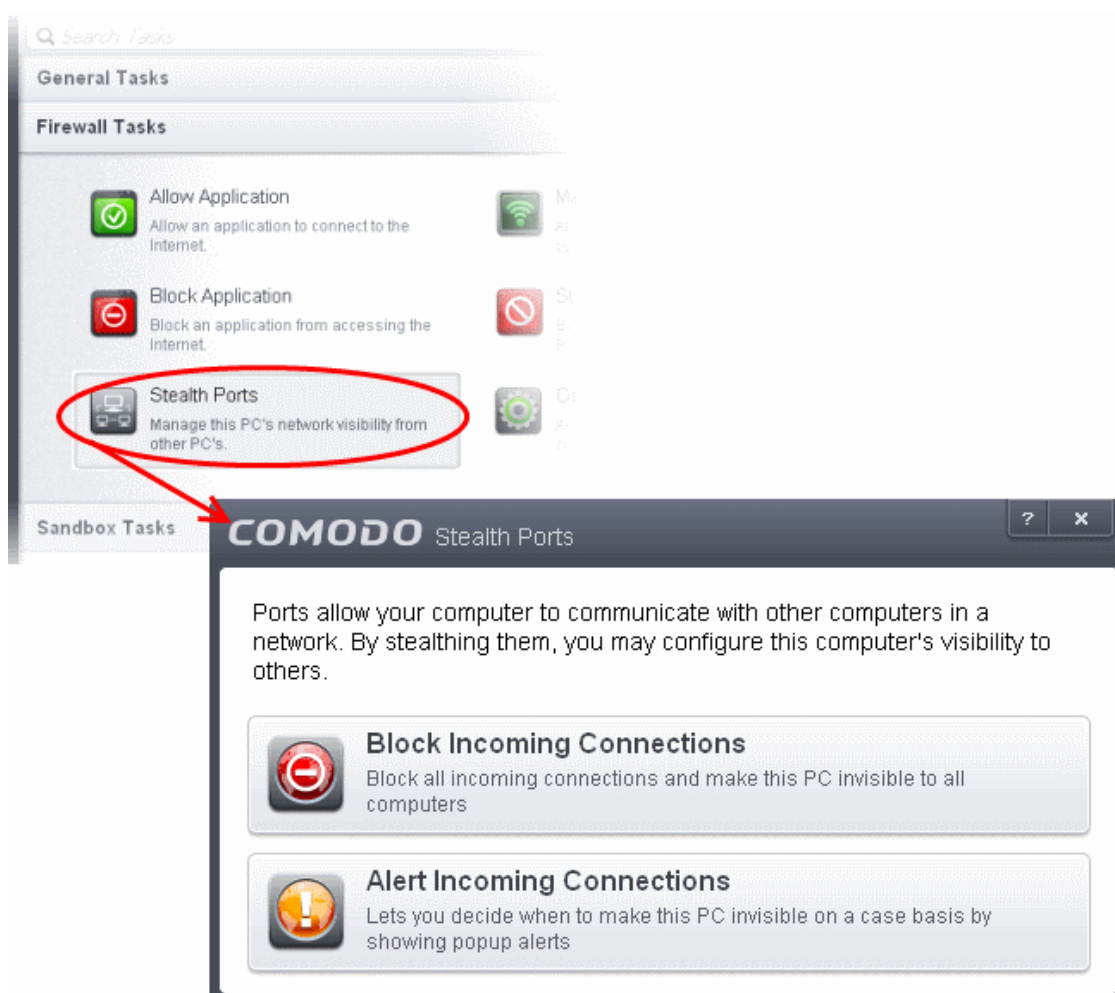 Search Tasks
General Tasks
Firewall Tasks
Allow Application
Allow an application to connect to the
Internet.
Block Application
Block an application from accessing the
Internet.
Stealth Ports
Manage this PC's network visibility from
other PC's.
Sandbox Tasks
COMODO Stealth Ports
? x
Ports allow your computer to communicate with other computers in a
network. By stealthing them, you may configure this computer's visibility to
others.
Block Incoming Connections
Block all incoming connections and make this PC invisible to all
computers
Alert Incoming Connections
Lets you decide when to make this PC invisible on a case basis by
showing popup alerts